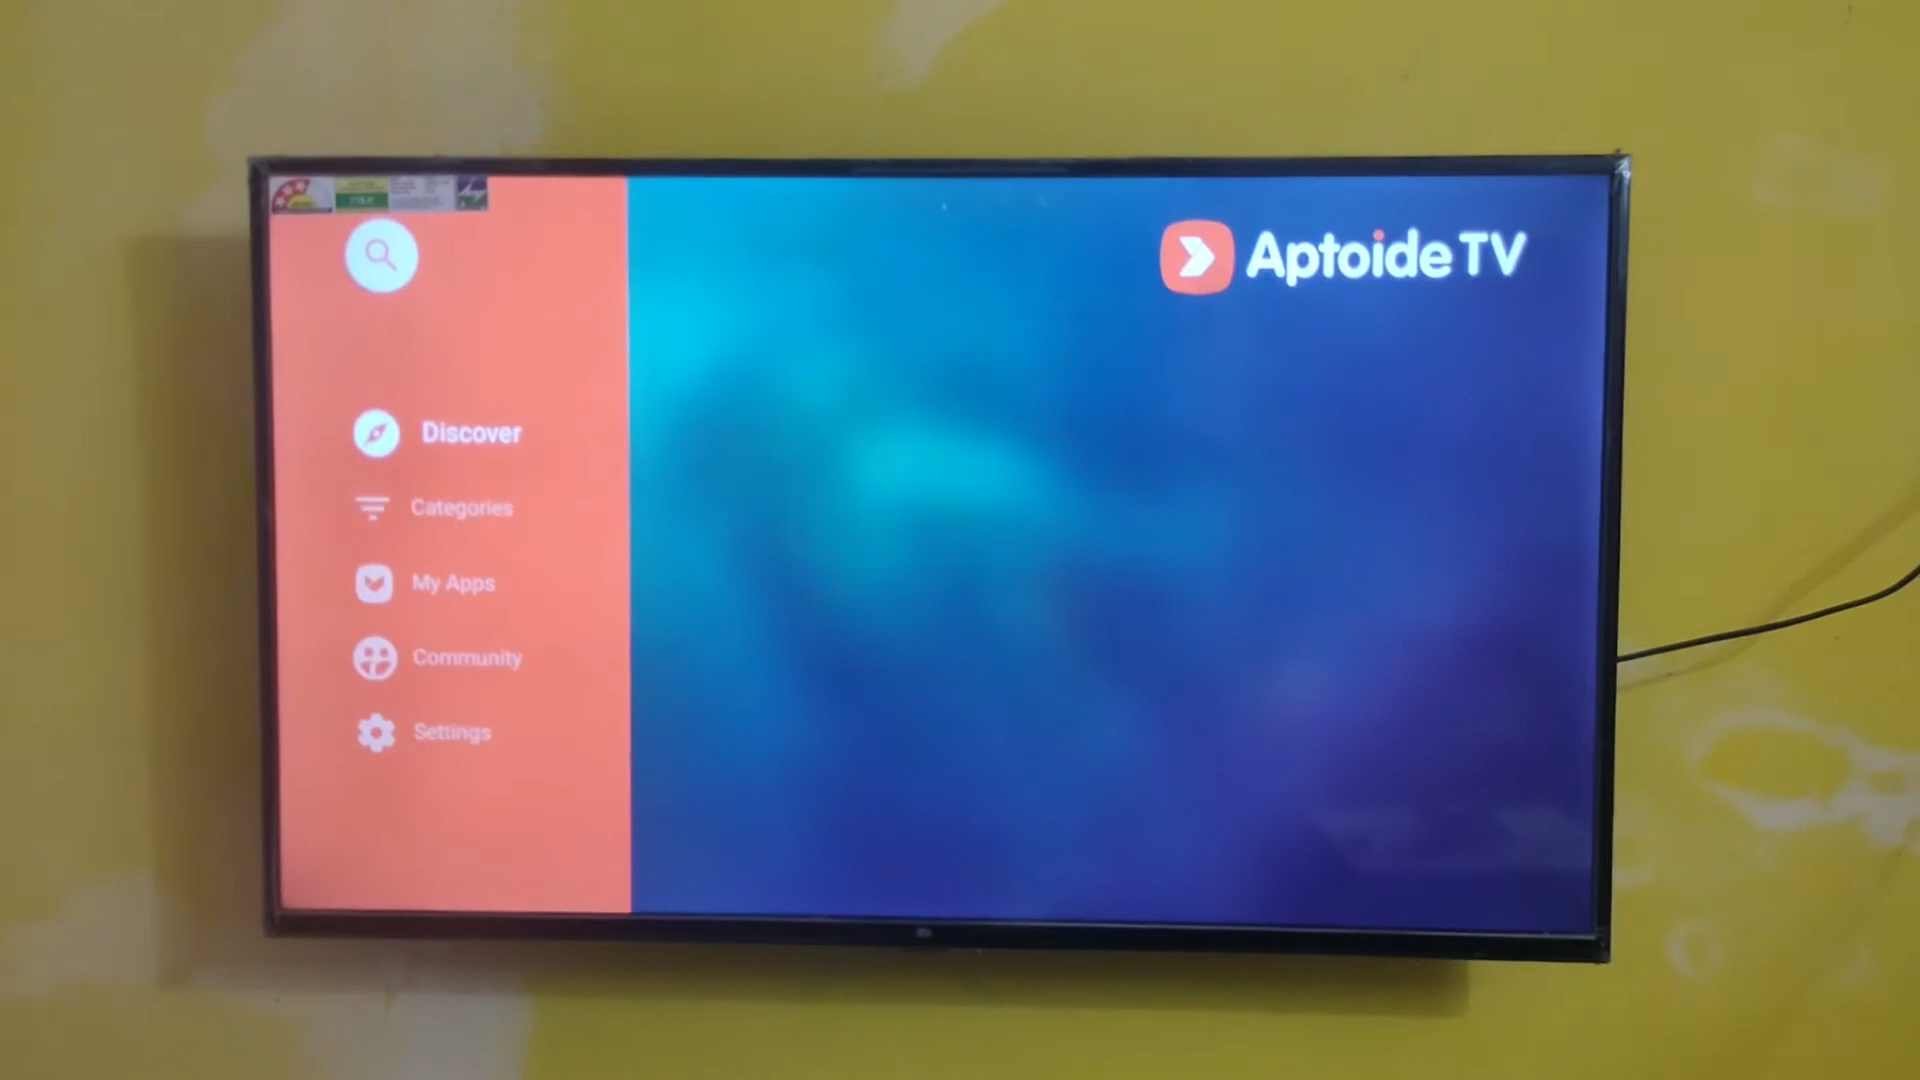 Aptoide TV
Discover
Categories
My Apps
Community
Settings